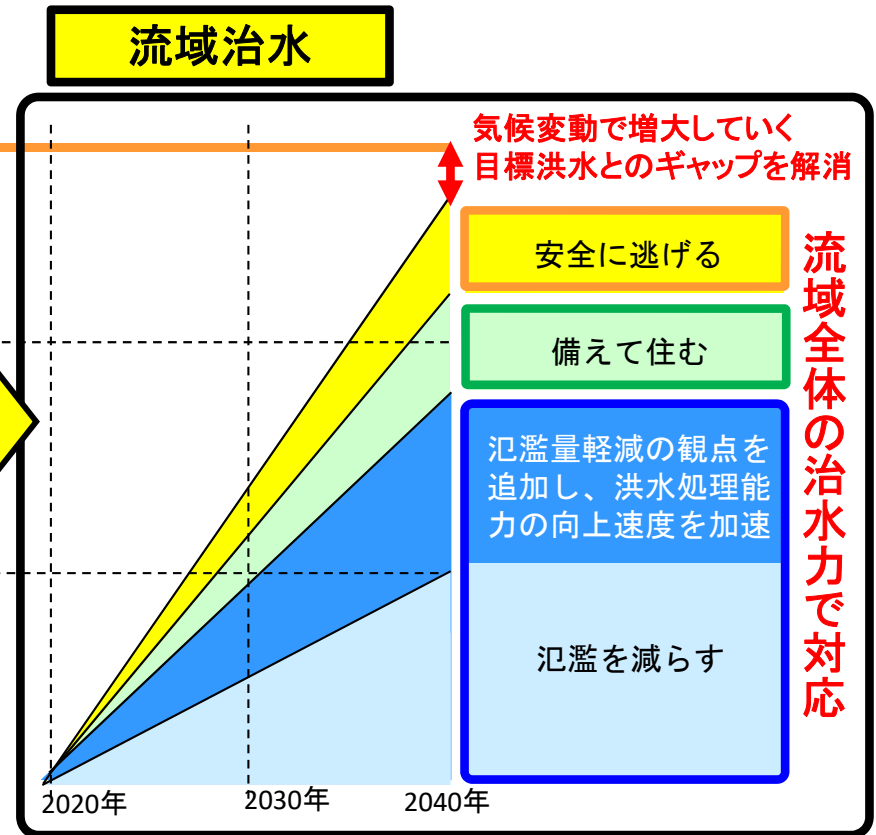 流域治水
気候変動で増大していく
目標洪水とのギャップを解消
安全に逃げる
備えて住む
氾濫量軽減の観点を
追加し、洪水処理能
力の向上速度を加速
氾濫を減らす
流域全体の治水力で対応
2020年
2030年
2040年